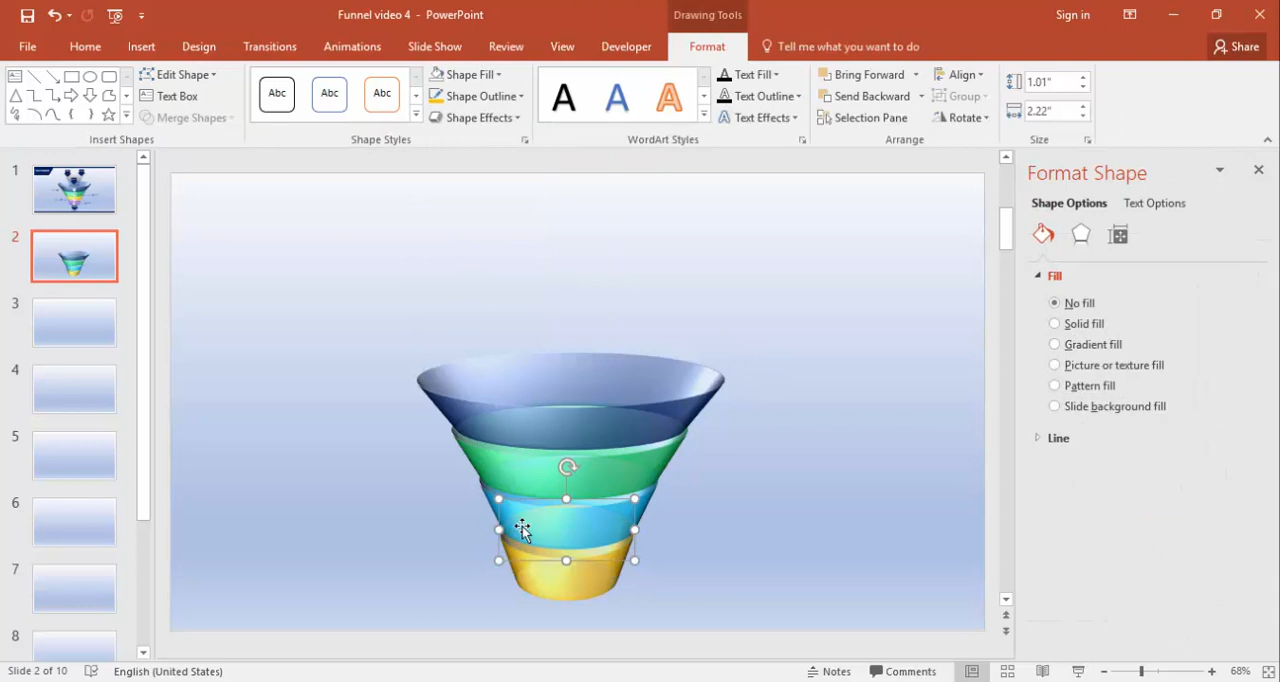 Funnel video 4 - PowerPoint
Drawing Tools
Sign in
File Home Insert Design Transitions Animations Slide Show Review View Developer Format Tell me what you want to do Share
Edit Shape
Text Box
Merge Shapes
Insert Shapes
Abc Abc Abc
Shape Fill
Shape Outline
Shape Effects
Shape Styles
A A A
Text Fill
Text Outline
Text Effects
WordArt Styles
Bring Forward
Send Backward
Selection Pane
Align
Group
Rotate
Arrange
1.01"
2.22"
Size
1
2
3
4
5
6
7
8
Format Shape
Shape Options Text Options
Fill
No fill
Solid fill
Gradient fill
Picture or texture fill
Pattern fill
Slide background fill
Line
Slide 2 of 10 English (United States) Notes Comments 68%